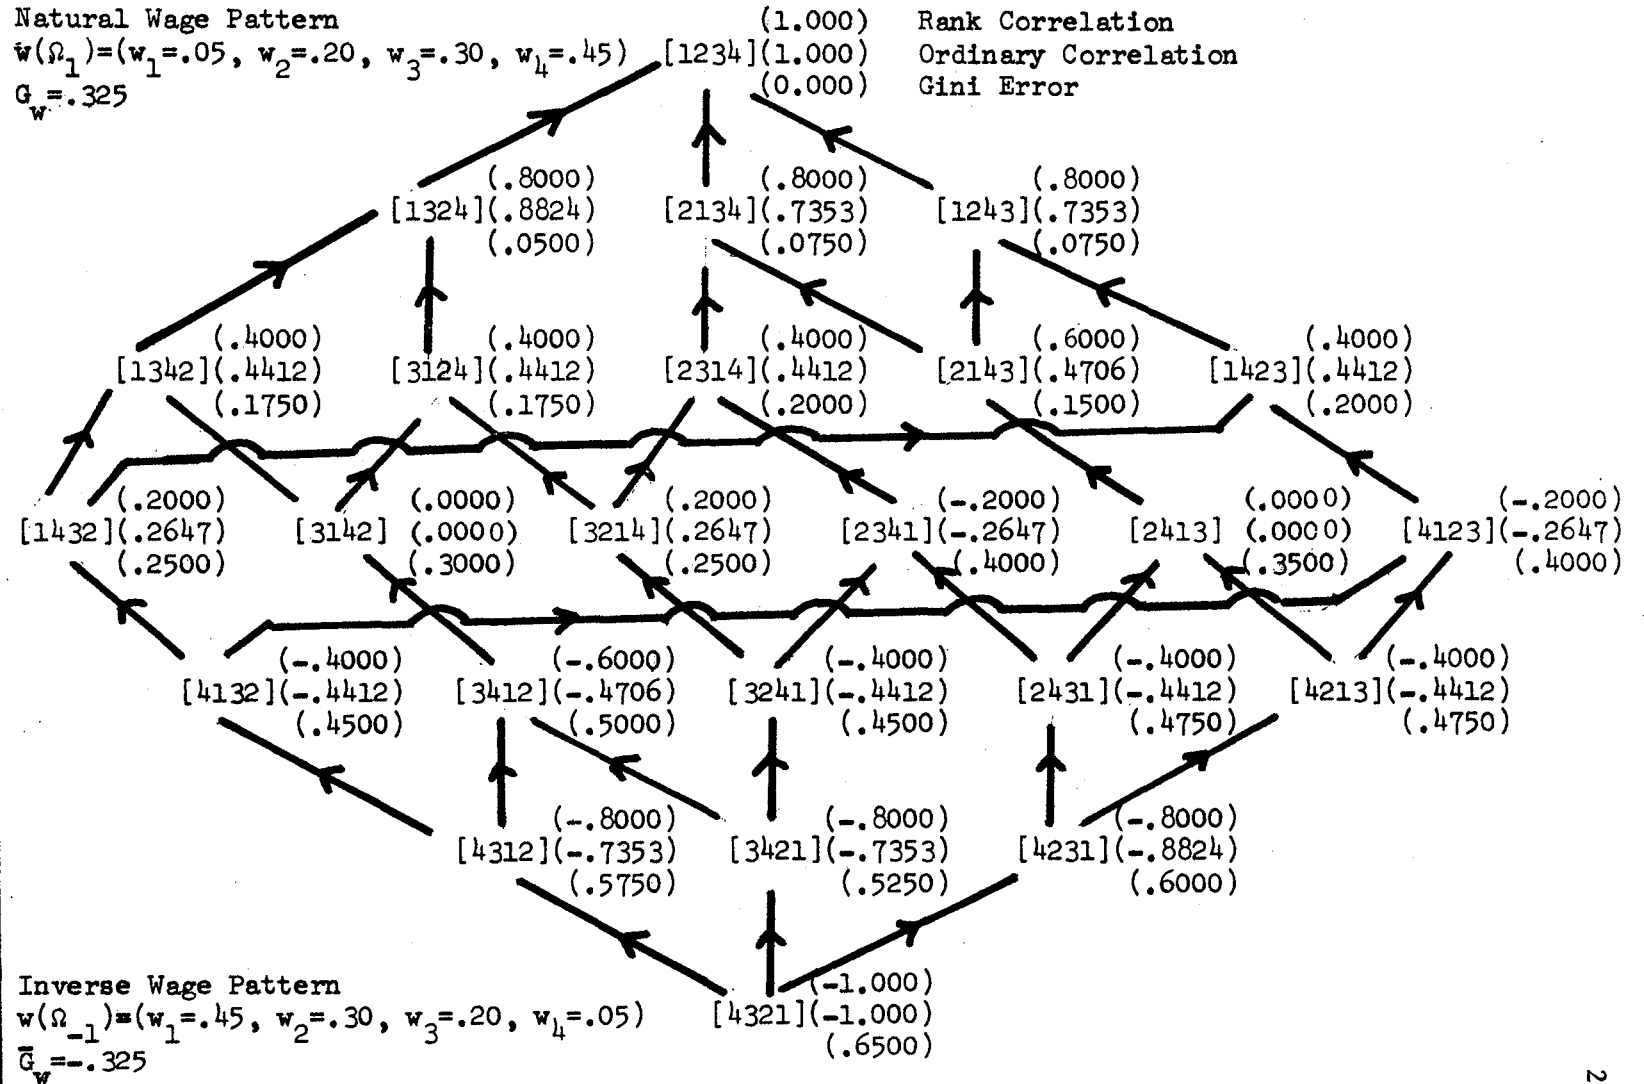 Natural Wage Pattern (1.000) Rank Correlation
w(Ω₁)=(w₁=.05, w₂=.20, w₃=.30, w₄=.45) [1234](1.000) Ordinary Correlation
G_w=.325 (0.000) Gini Error
(.8000) (.8000) (.8000)
[1324](.8824) [2134](.7353) [1243](.7353)
(.0500) (.0750) (.0750)
(.4000) (.4000) (.4000) (.6000) (.4000)
[1342](.4412) [3124](.4412) [2314](.4412) [2143](.4706) [1423](.4412)
(.1750) (.1750) (.2000) (.1500) (.2000)
(.2000) (.0000) (.2000) (-.2000) (.0000) (-.2000)
[1432](.2647) [3142] (.0000) [3214](.2647) [2341](-.2647) [2413] (.0000) [4123](-.2647)
(.2500) (.3000) (.2500) (.4000) (.3500) (.4000)
(-.4000) (-.6000) (-.4000) (-.4000) (-.4000)
[4132](-.4412) [3412](-.4706) [3241](-.4412) [2431](-.4412) [4213](-.4412)
(.4500) (.5000) (.4500) (.4750) (.4750)
(-.8000) (-.8000) (-.8000)
[4312](-.7353) [3421](-.7353) [4231](-.8824)
(.5750) (.5250) (.6000)
Inverse Wage Pattern (-1.000)
w(Ω₋₁)=(w₁=.45, w₂=.30, w₃=.20, w₄=.05) [4321](-1.000)
Ḡ_w=-.325 (.6500)
2